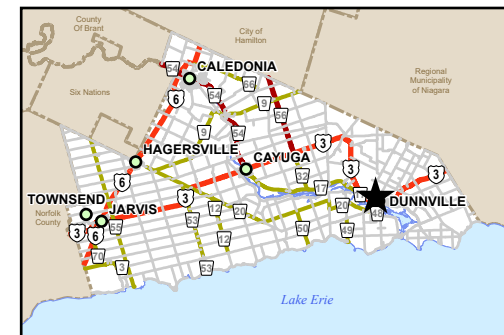 County
Of Brant
City of
Hamilton
Regional
Municipality
of Niagara
Six Nations
Norfolk
County
CALEDONIA
HAGERSVILLE
CAYUGA
TOWNSEND
JARVIS
DUNNVILLE
Lake Erie
54
6
54
66
9
56
9
54
3
3
3
32
17
6
3
3
6
55
53
12
20
12
20
48
50
49
70
3
53